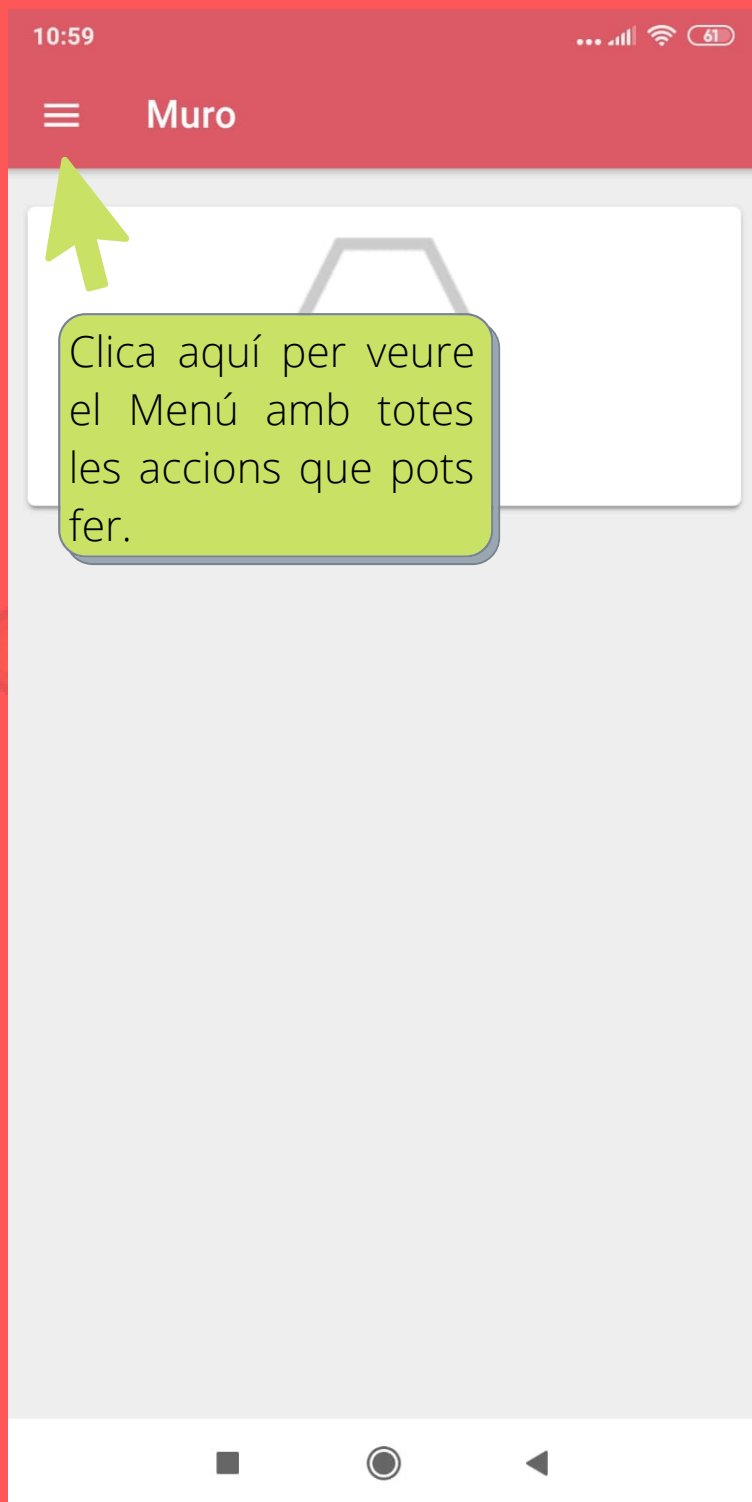 10:59
61
Muro
Clica aquí per veure
el Menú amb totes
les accions que pots
fer.